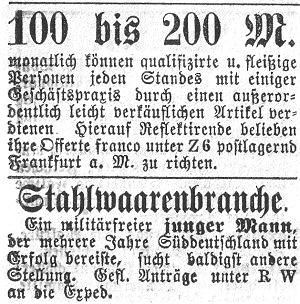 100 bis 200 M.
monatlich können qualifizirte u. fleißige
Personen jeden Standes mit einiger
Geschäftspraxis durch einen außeror-
dentlich leicht verkäuflichen Artikel ver-
dienen. Hierauf Reflektirende belieben
ihre Offerte franco unter Z 6 postlagernd
Frankfurt a. M. zu richten.
Stahlwaarenbranche.
Ein militärfreier junger Mann,
der mehrere Jahre Süddeutschland mit
Erfolg bereiste, sucht baldigst andere
Stellung. Gefl. Anträge unter R W
an die Exped.